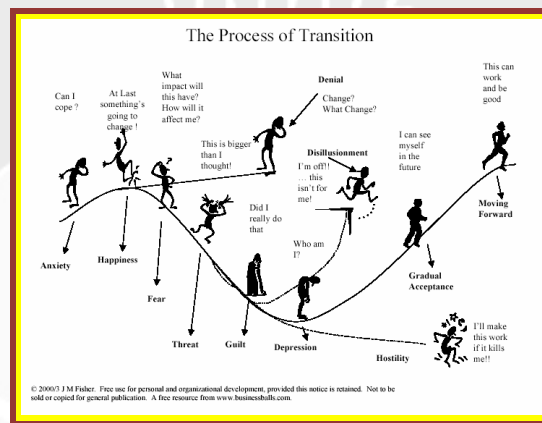 The Process of Transition
Can I
cope ?
At Last
something's
going to
change !
What
impact will
this have?
How will it
affect me?
Denial
Change?
What Change?
This can
work
and be
good
This is bigger
than I
thought!
Disillusionment
I'm off!!
… this
isn't for
me!
I can see
myself
in the
future
Did I
really do
that
Who am
I?
Moving
Forward
Anxiety
Happiness
Fear
Gradual
Acceptance
Threat
Guilt
Depression
Hostility
I'll make
this work
if it kills
me!!
© 2000/3 J M Fisher. Free use for personal and organizational development, provided this notice is retained. Not to be
sold or copied for general publication. A free resource from www.businessballs.com.